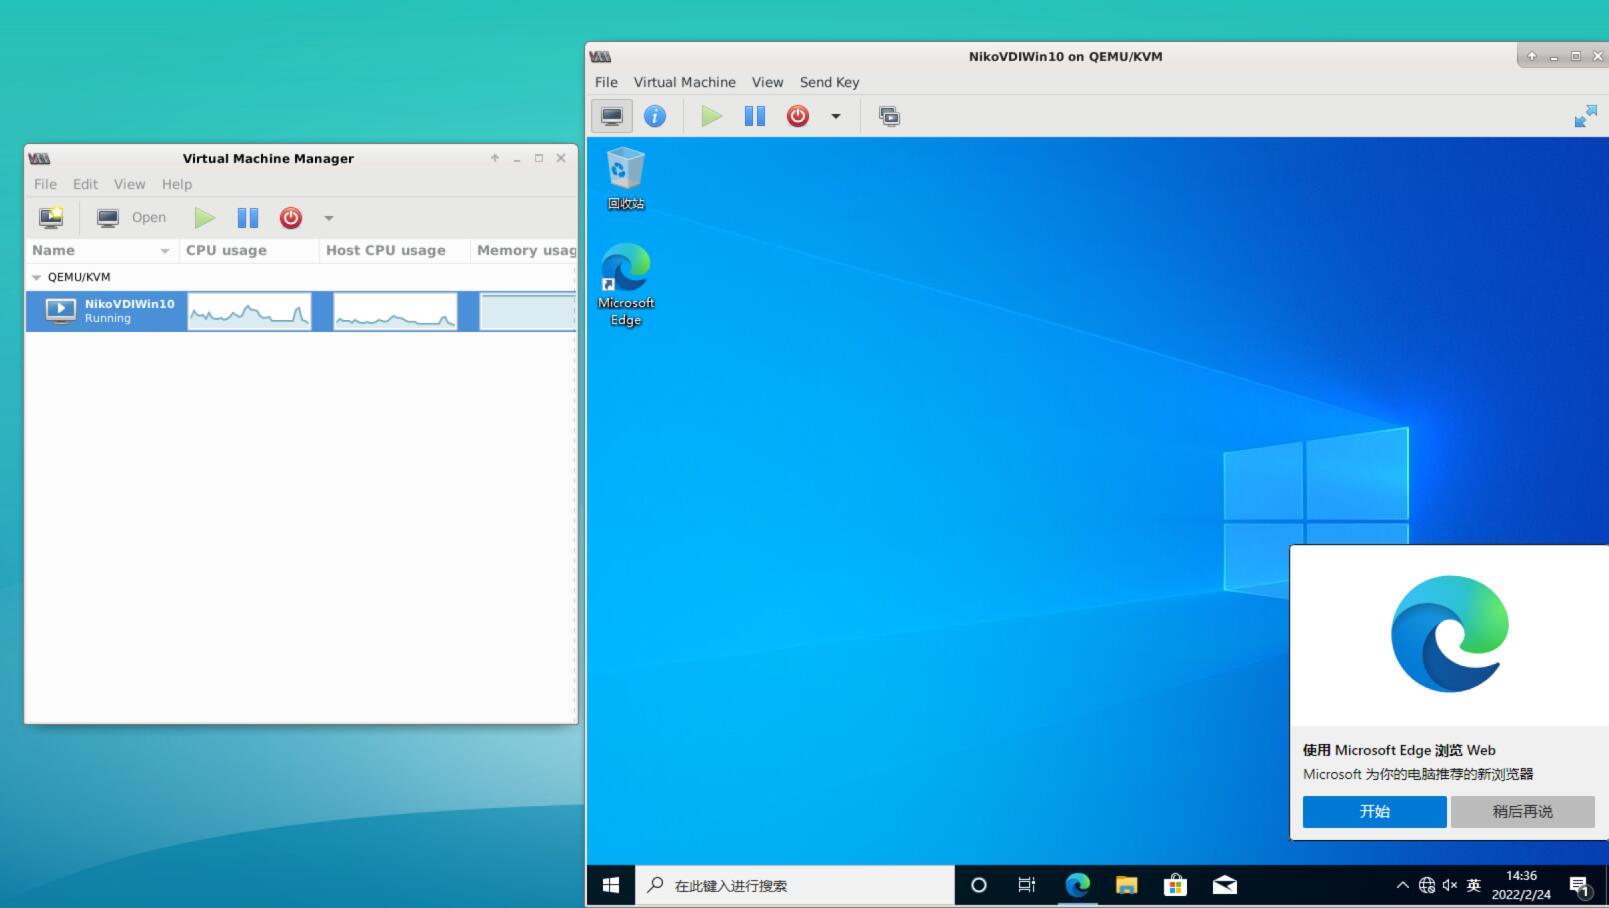 Virtual Machine Manager
File Edit View Help
Open
Name CPU usage Host CPU usage Memory usag
QEMU/KVM
NikoVDIWin10
Running
NikoVDIWin10 on QEMU/KVM
File Virtual Machine View Send Key
回收站
Microsoft
Edge
使用 Microsoft Edge 浏览 Web
Microsoft 为你的电脑推荐的新浏览器
开始 稍后再说
在此键入进行搜索
英
14:36
2022/2/24
1